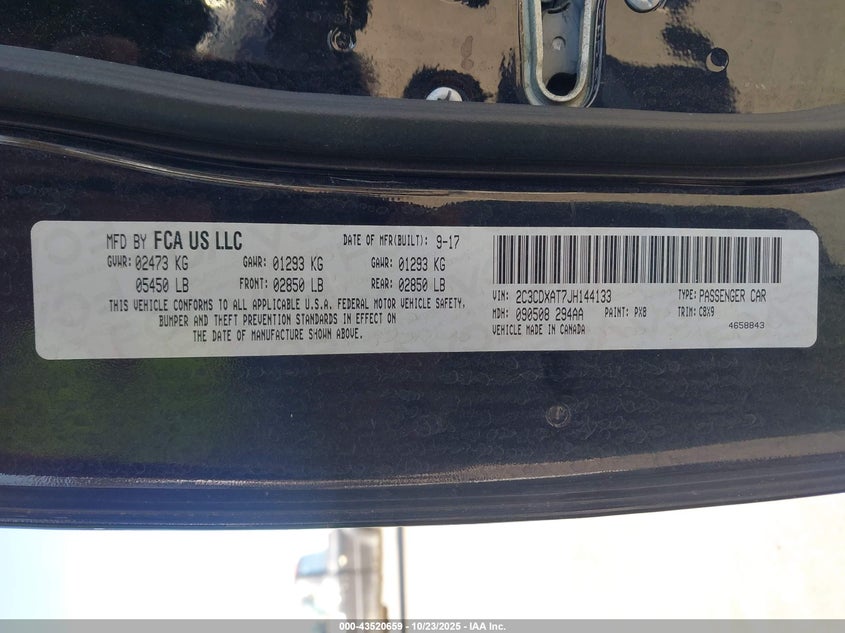 MFD BY FCA US LLC
DATE OF MFR(BUILT): 9-17
GVWR: 02473 KG GAWR: 01293 KG GAWR: 01293 KG
05450 LB FRONT: 02850 LB REAR: 02850 LB
THIS VEHICLE CONFORMS TO ALL APPLICABLE U.S.A. FEDERAL MOTOR VEHICLE SAFETY,
BUMPER AND THEFT PREVENTION STANDARDS IN EFFECT ON
THE DATE OF MANUFACTURE SHOWN ABOVE.
VIN: 2C3CDXAT7JH144133 TYPE: PASSENGER CAR
MDH: 090508 294AA PAINT: PX8 TRIM: C8X9
VEHICLE MADE IN CANADA 4658843
000-43520659 - 10/23/2025 - IAA Inc.